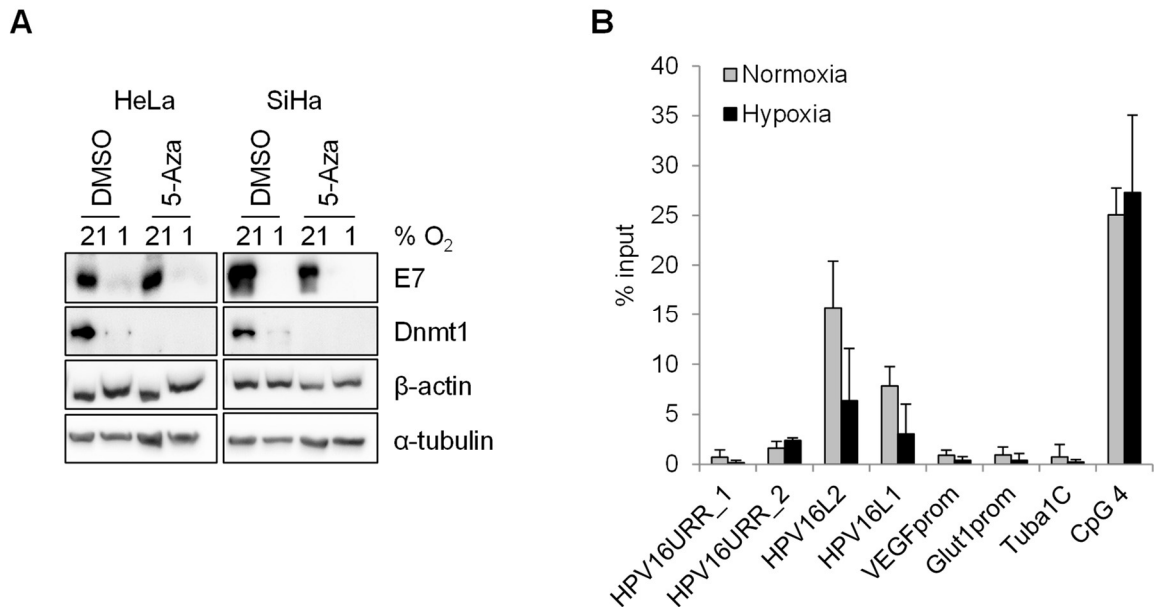 A
HeLa SiHa
DMSO 5-Aza DMSO 5-Aza
21 1 21 1 21 1 21 1 % O₂
E7
Dnmt1
β-actin
α-tubulin
B
Normoxia
Hypoxia
% input
40
35
30
25
20
15
10
5
0
HPV16URR_1
HPV16URR_2
HPV16L2
HPV16L1
VEGFprom
Glut1prom
Tuba1C
CpG 4